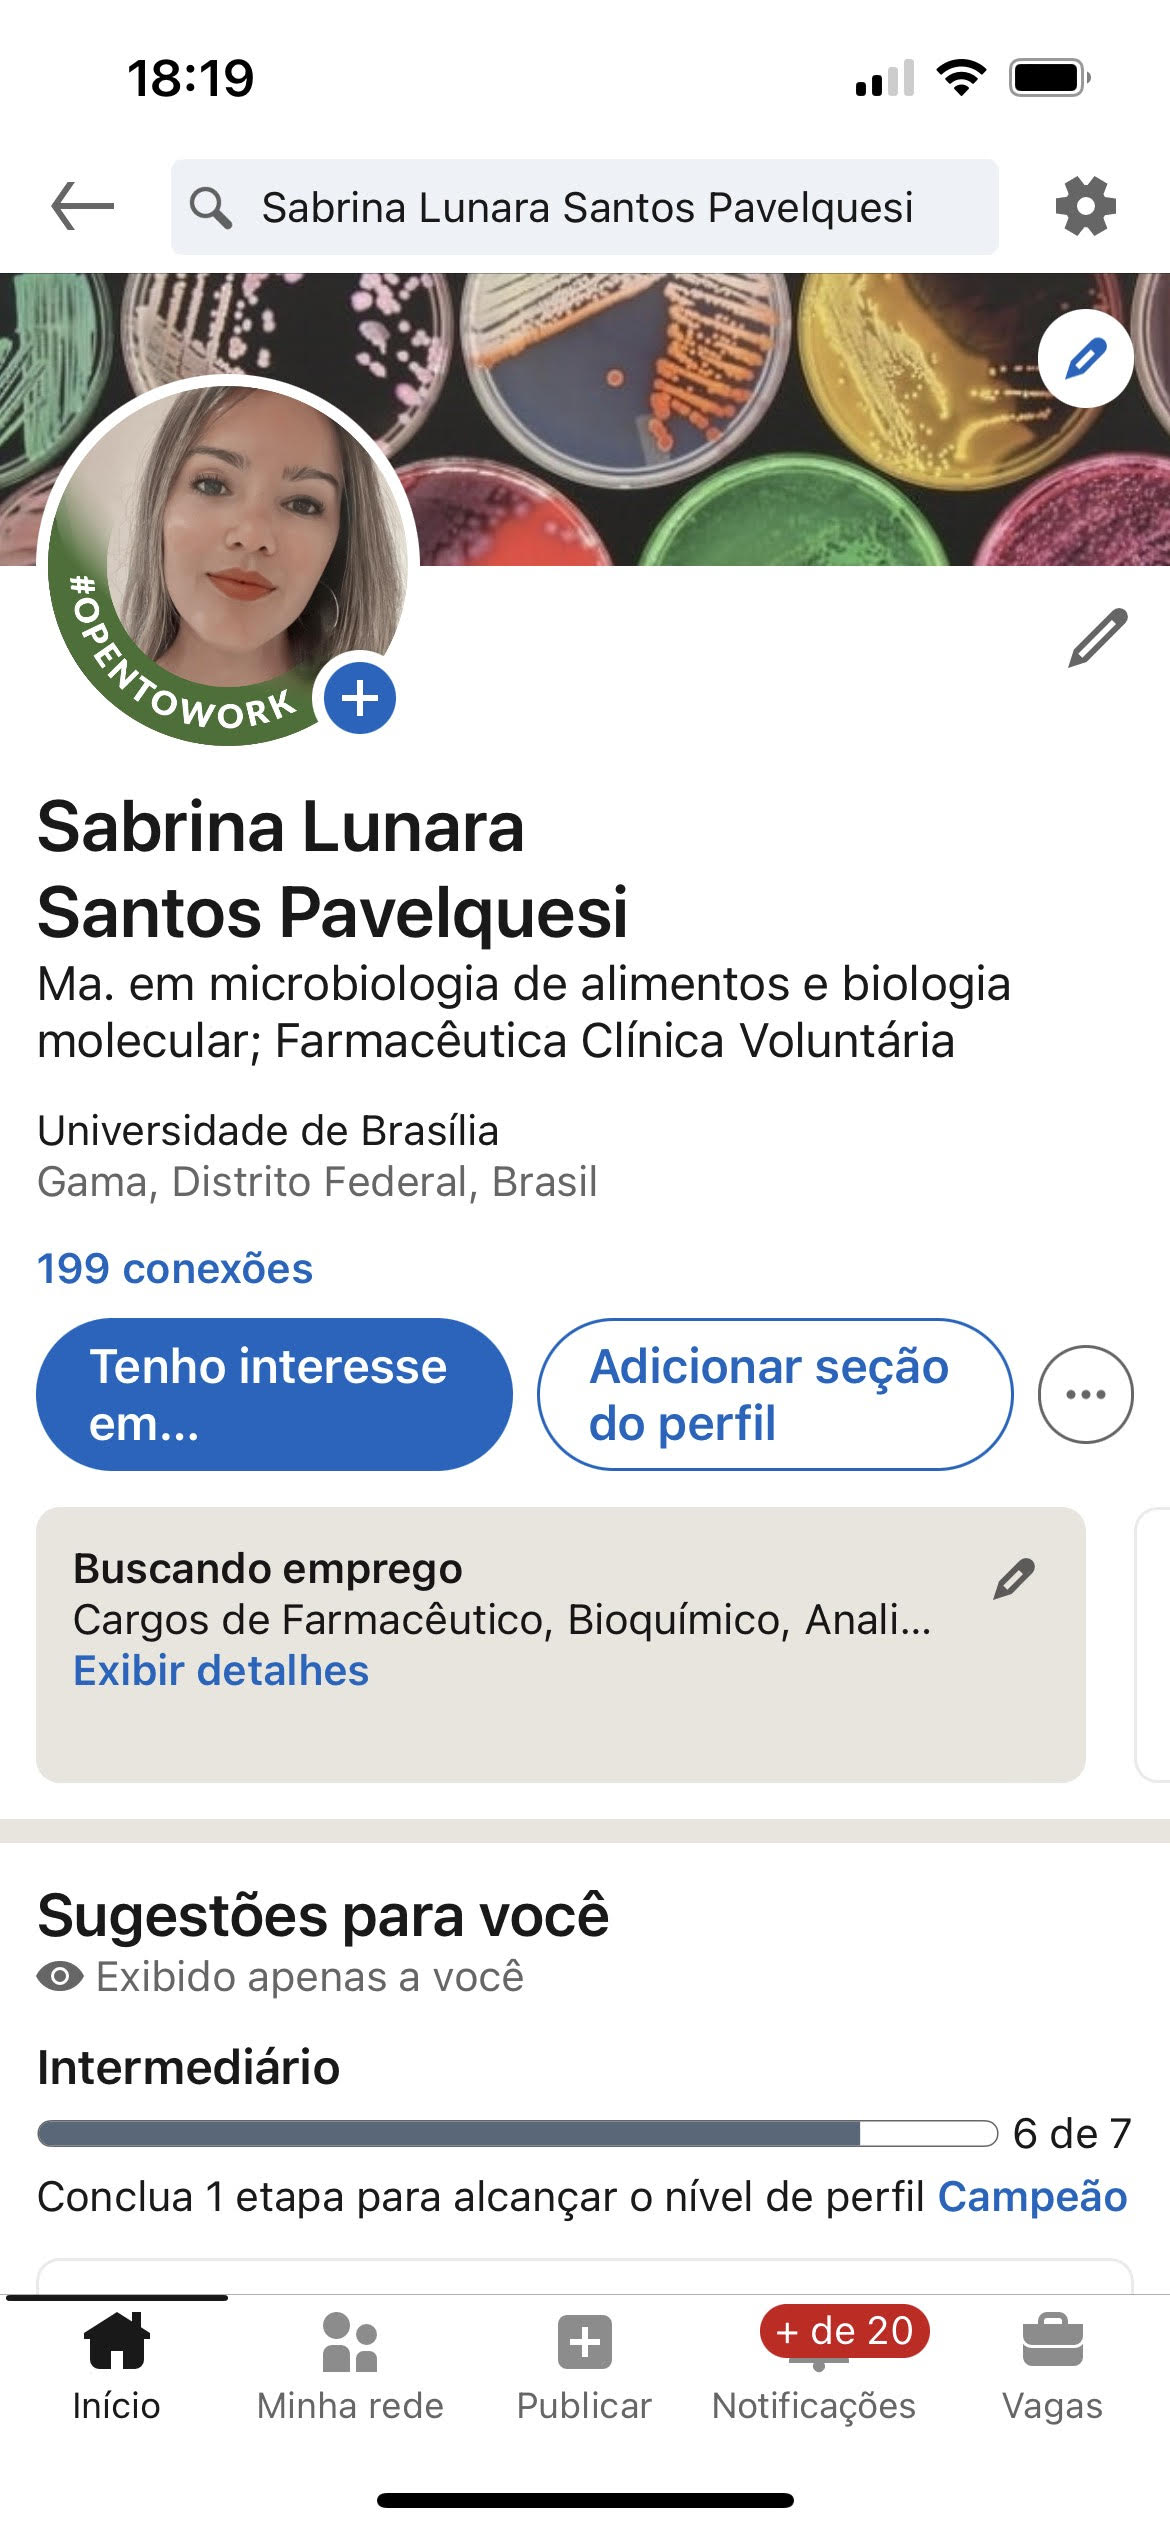 18:19
Sabrina Lunara Santos Pavelquesi
#OPENTOWORK
Sabrina Lunara
Santos Pavelquesi
Ma. em microbiologia de alimentos e biologia
molecular; Farmacêutica Clínica Voluntária
Universidade de Brasília
Gama, Distrito Federal, Brasil
199 conexões
Tenho interesse
em...
Adicionar seção
do perfil
Buscando emprego
Cargos de Farmacêutico, Bioquímico, Anali...
Exibir detalhes
Sugestões para você
Exibido apenas a você
Intermediário
6 de 7
Conclua 1 etapa para alcançar o nível de perfil Campeão
+ de 20
Início
Minha rede
Publicar
Notificações
Vagas